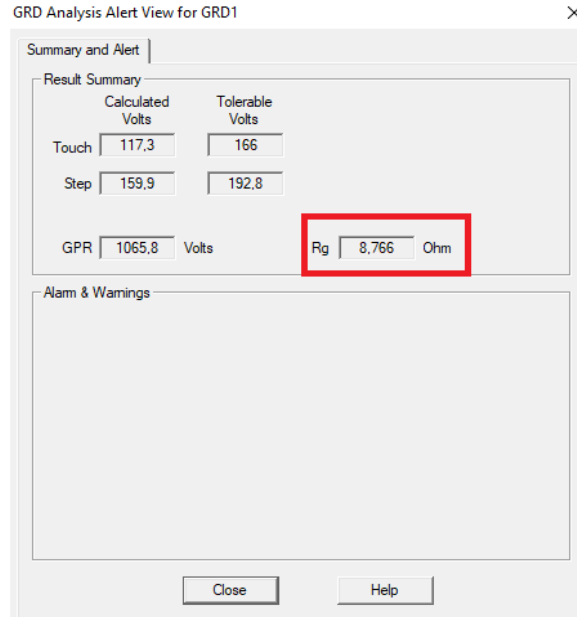 GRD Analysis Alert View for GRD1
Summary and Alert
Result Summary
Calculated Volts Tolerable Volts
Touch 117,3 166
Step 159,9 192,8
GPR 1065,8 Volts Rg 8,766 Ohm
Alarm & Warnings
Close Help